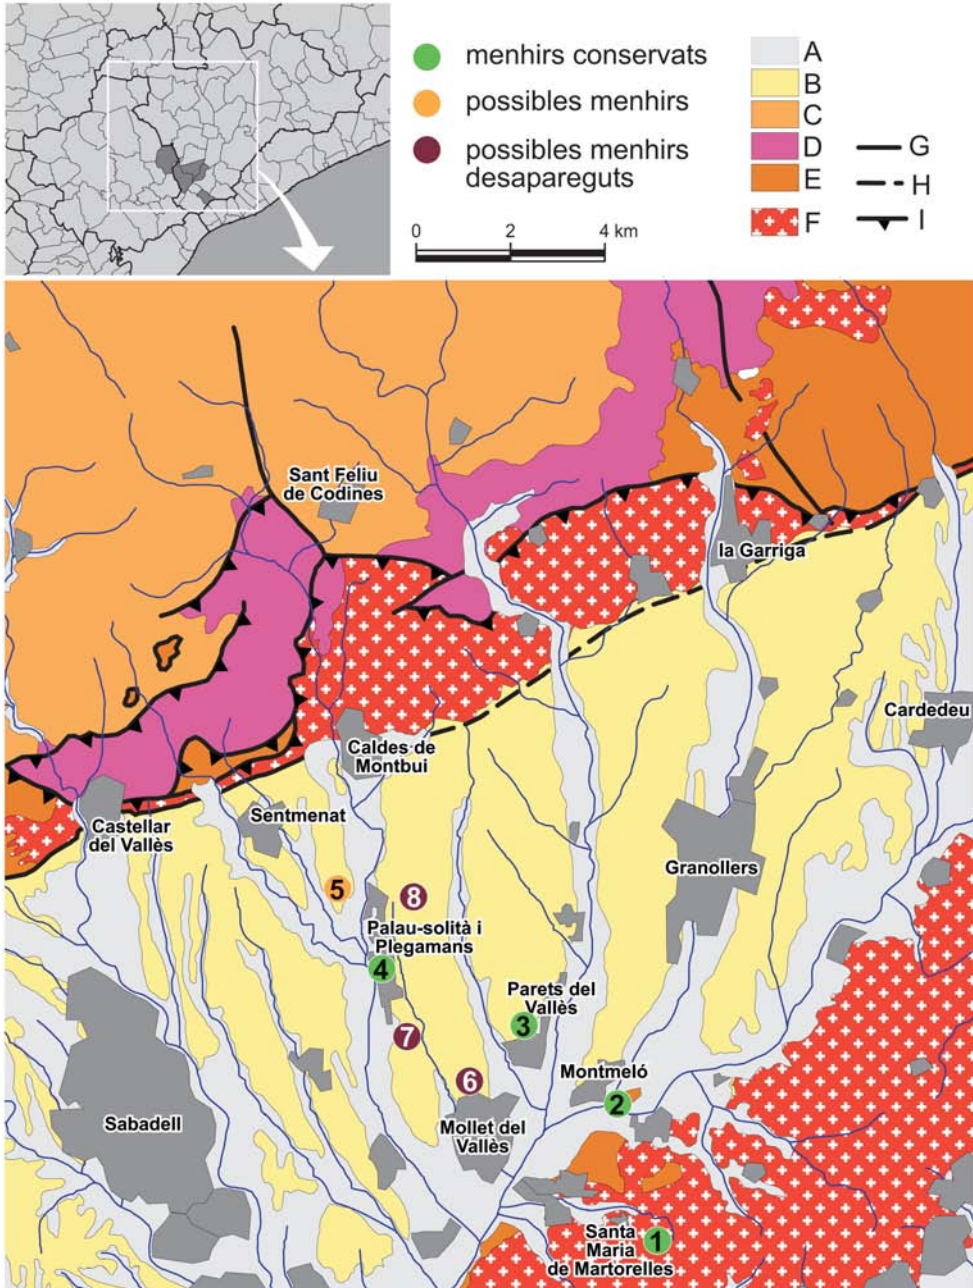 menhirs conservats
possibles menhirs
possibles menhirs
desapareguts
0
2
4 km
A
B
C
D
E
F
G
H
I
Sant Feliu
de Codines
la Garriga
Cardedeu
Caldes de
Montbui
Sentmenat
Castellar
del Vallès
Granollers
5
8
Palau-solità i
Plegamans
4
Parets del
Vallès
3
7
Montmeló
6
2
Sabadell
Mollet del
Vallès
Santa
Maria
de Martorelles
1